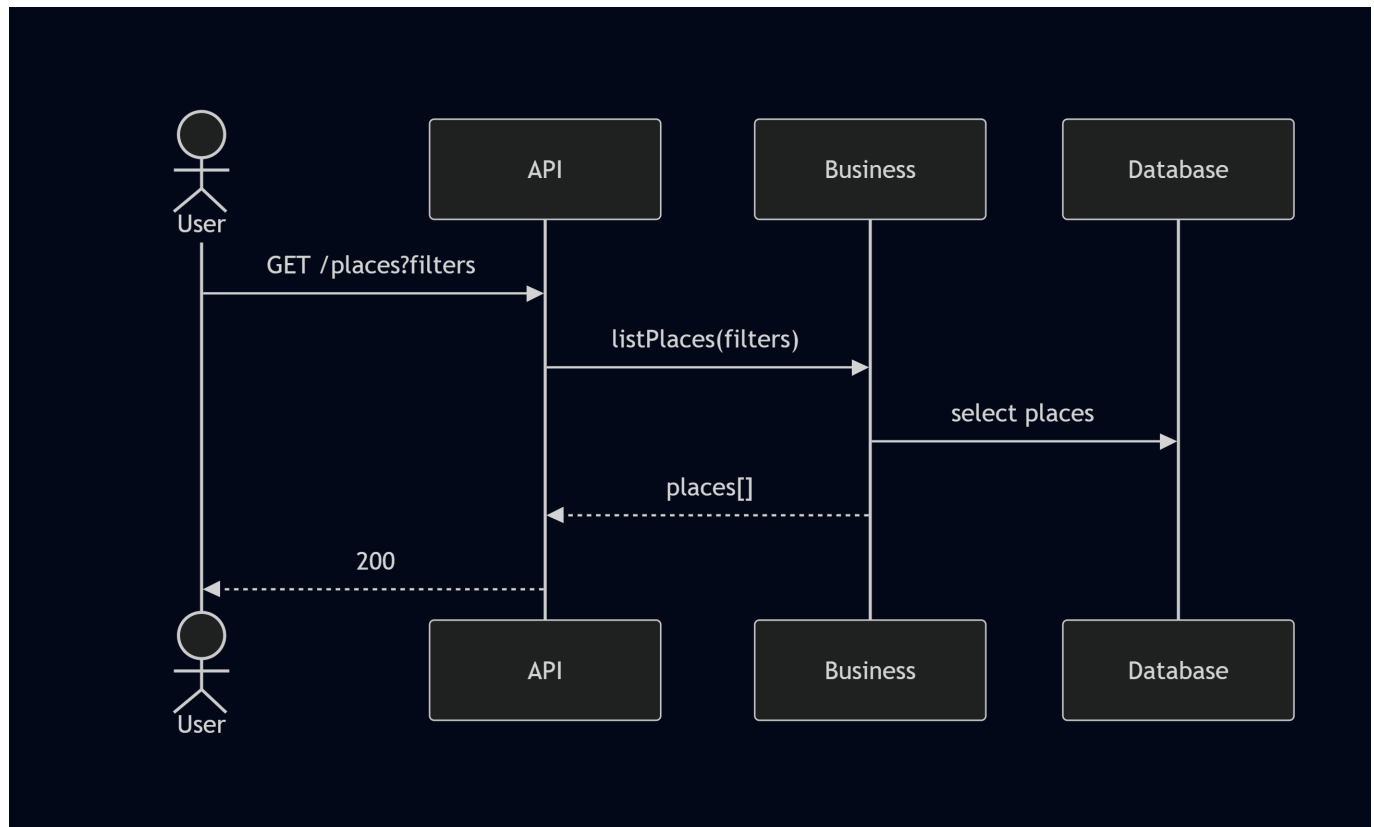 User
API
Business
Database
GET /places?filters
listPlaces(filters)
select places
places[]
200
User
API
Business
Database